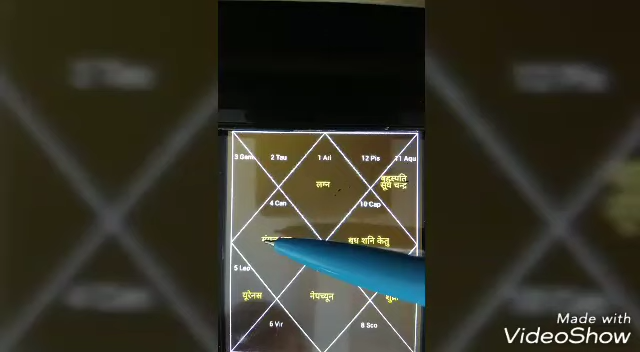 3 Gem 2 Tau 1 Ari 12 Pis 11 Aqu
लग्न
बृहस्पति
सूर्य चन्द्र
4 Can 10 Cap
बुध शनि केतु
5 Leo
यूरेनस नेपच्यून
6 Vir 8 Sco
Made with
VideoShow